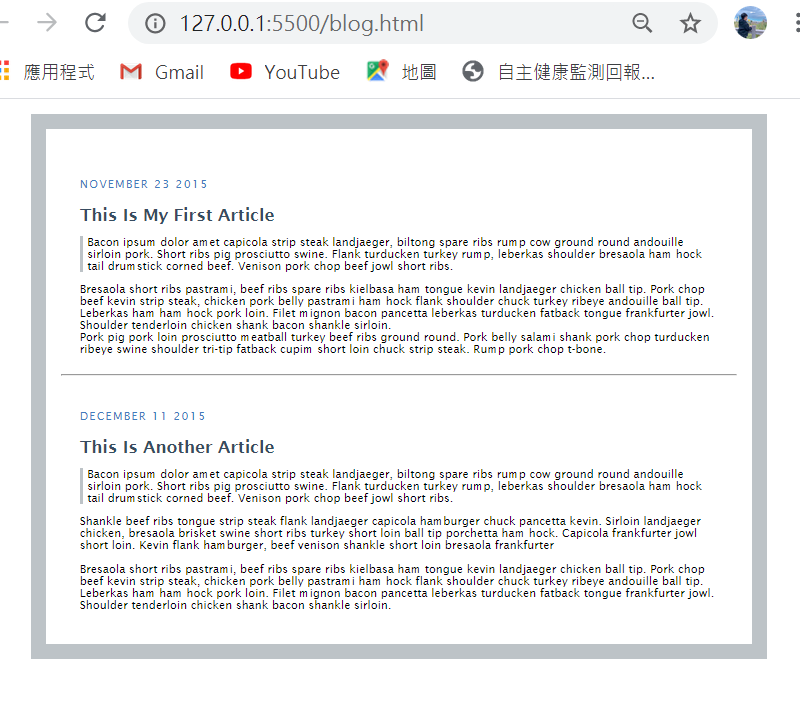 127.0.0.1:5500/blog.html
應用程式 Gmail YouTube 地圖 自主健康監測回報...
NOVEMBER 23 2015
This Is My First Article
Bacon ipsum dolor amet capicola strip steak landjaeger, biltong spare ribs rump cow ground round andouille
sirloin pork. Short ribs pig prosciutto swine. Flank turducken turkey rump, leberkas shoulder bresaola ham hock
tail drumstick corned beef. Venison pork chop beef jowl short ribs.
Bresaola short ribs pastrami, beef ribs spare ribs kielbasa ham tongue kevin landjaeger chicken ball tip. Pork chop
beef kevin strip steak, chicken pork belly pastrami ham hock flank shoulder chuck turkey ribeye andouille ball tip.
Leberkas ham ham hock pork loin. Filet mignon bacon pancetta leberkas turducken fatback tongue frankfurter jowl.
Shoulder tenderloin chicken shank bacon shankle sirloin.
Pork pig pork loin prosciutto meatball turkey beef ribs ground round. Pork belly salami shank pork chop turducken
ribeye swine shoulder tri-tip fatback cupim short loin chuck strip steak. Rump pork chop t-bone.
DECEMBER 11 2015
This Is Another Article
Bacon ipsum dolor amet capicola strip steak landjaeger, biltong spare ribs rump cow ground round andouille
sirloin pork. Short ribs pig prosciutto swine. Flank turducken turkey rump, leberkas shoulder bresaola ham hock
tail drumstick corned beef. Venison pork chop beef jowl short ribs.
Shankle beef ribs tongue strip steak flank landjaeger capicola hamburger chuck pancetta kevin. Sirloin landjaeger
chicken, bresaola brisket swine short ribs turkey short loin ball tip porchetta ham hock. Capicola frankfurter jowl
short loin. Kevin flank hamburger, beef venison shankle short loin bresaola frankfurter
Bresaola short ribs pastrami, beef ribs spare ribs kielbasa ham tongue kevin landjaeger chicken ball tip. Pork chop
beef kevin strip steak, chicken pork belly pastrami ham hock flank shoulder chuck turkey ribeye andouille ball tip.
Leberkas ham ham hock pork loin. Filet mignon bacon pancetta leberkas turducken fatback tongue frankfurter jowl.
Shoulder tenderloin chicken shank bacon shankle sirloin.